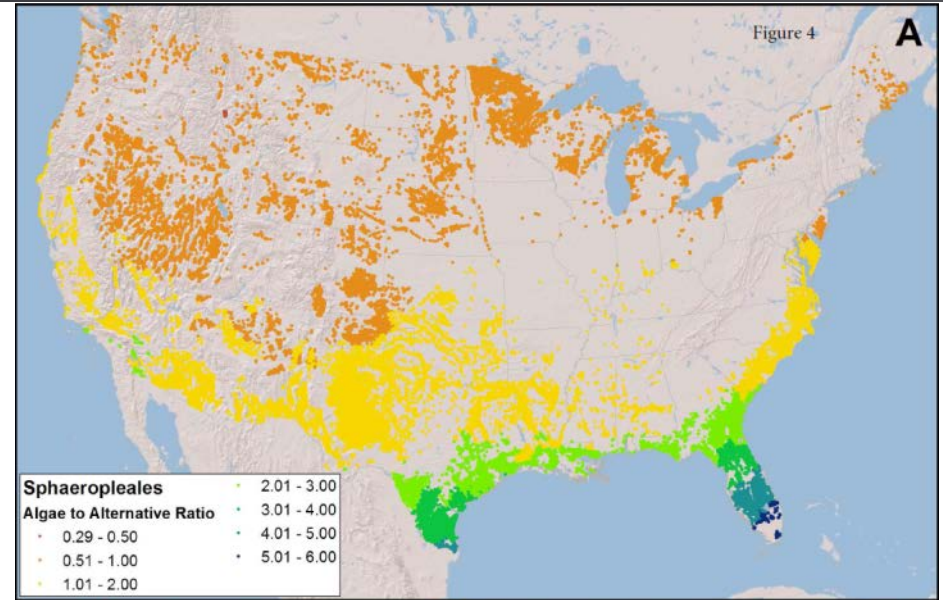 Figure 4
A
Sphaeropleales
Algae to Alternative Ratio
0.29 - 0.50
0.51 - 1.00
1.01 - 2.00
2.01 - 3.00
3.01 - 4.00
4.01 - 5.00
5.01 - 6.00